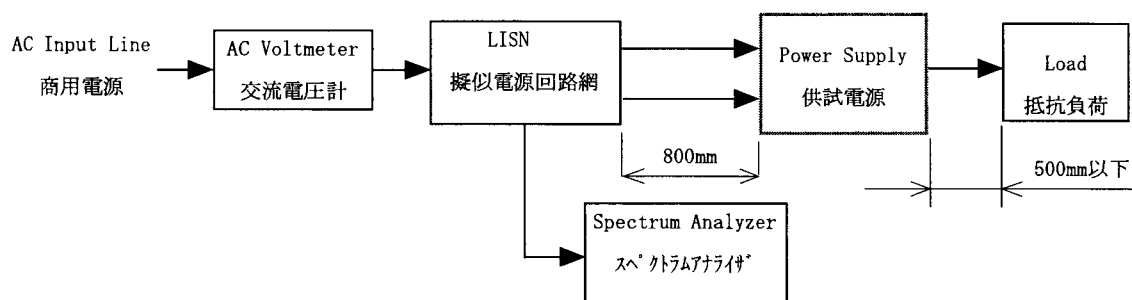 AC Input Line
商用電源
AC Voltmeter
交流電圧計
LISN
擬似電源回路網
Power Supply
供試電源
Load
抵抗負荷
800mm
500mm以下
Spectrum Analyzer
ｽﾍﾟｸﾄﾗﾑｱﾅﾗｲｻﾞ